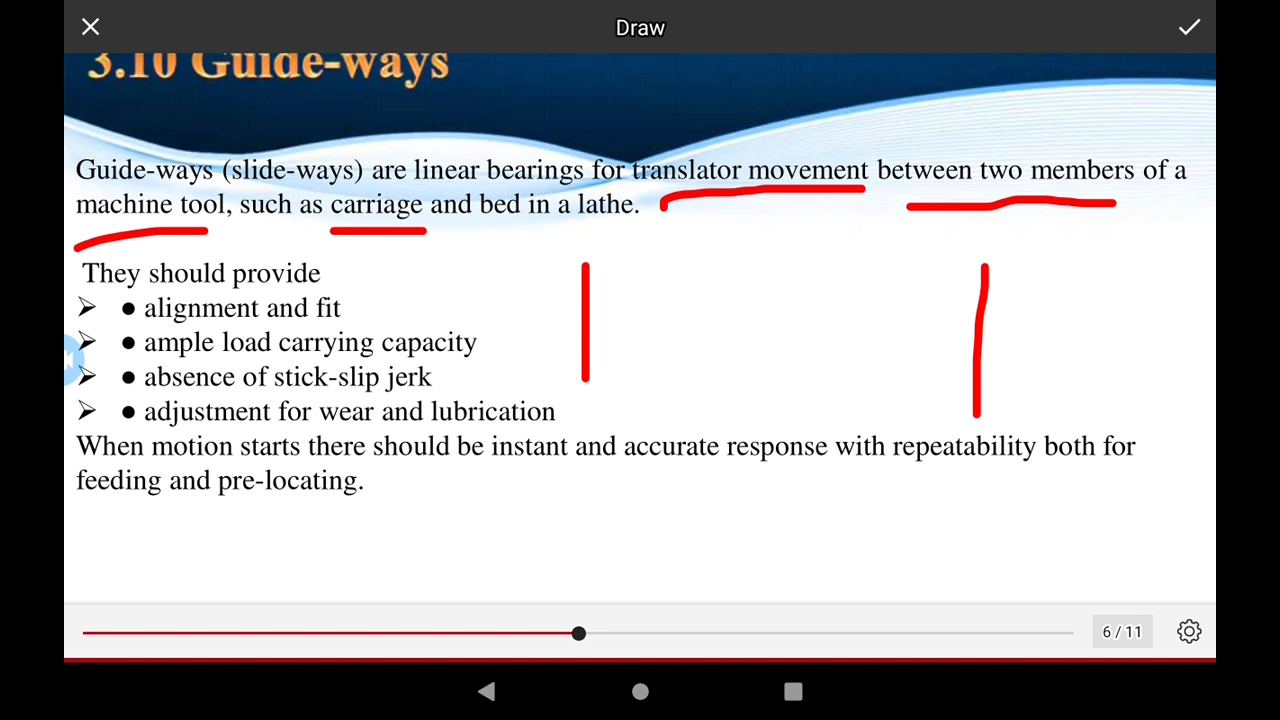 Draw
3.10 Guide-ways
Guide-ways (slide-ways) are linear bearings for translator movement between two members of a
machine tool, such as carriage and bed in a lathe.
They should provide
➢ ● alignment and fit
➢ ● ample load carrying capacity
➢ ● absence of stick-slip jerk
➢ ● adjustment for wear and lubrication
When motion starts there should be instant and accurate response with repeatability both for
feeding and pre-locating.
6 / 11